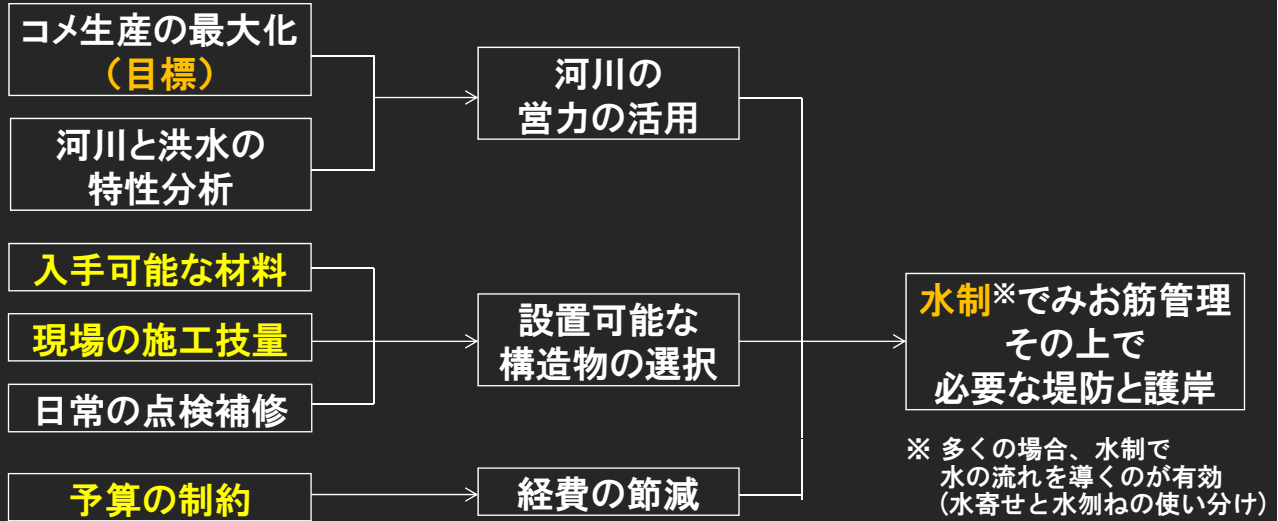 コメ生産の最大化
（目標）
河川と洪水の
特性分析
入手可能な材料
現場の施工技量
日常の点検補修
予算の制約
河川の
営力の活用
設置可能な
構造物の選択
経費の節減
水制※でみお筋管理
その上で
必要な堤防と護岸
※ 多くの場合、水制で
水の流れを導くのが有効
（水寄せと水刎ねの使い分け）